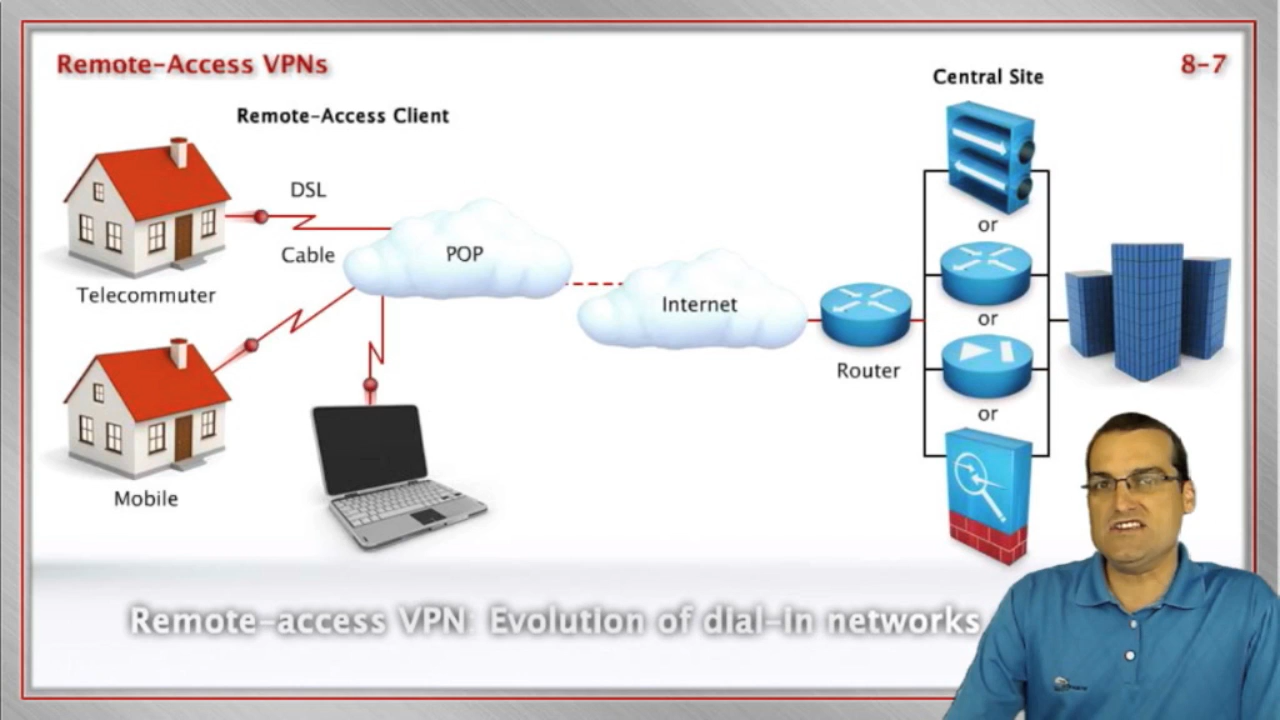 Remote-Access VPNs
8-7
Central Site
Remote-Access Client
DSL
or
Cable
POP
Telecommuter
Internet
or
Router
or
Mobile
Remote-access VPN: Evolution of dial-in networks